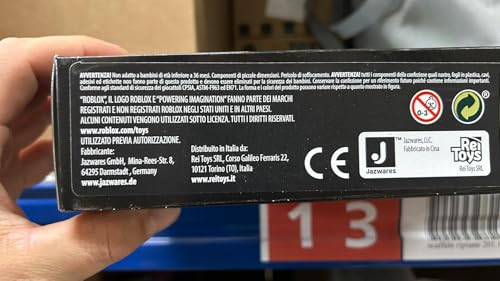 AVVERTENZA! Non adatto a bambini di età inferiore a 36 mesi. Componenti di piccole dimensioni. Pericolo di soffocamento. AVVERTENZA! tutti i componenti della confezione quali nastro, fogli in plastica, cavi,
adesivi ed etichette non fanno parte di questo prodotto e devono essere eliminati per la sicurezza dei bambini. Conservare la confezione per un riferimento futuro poiché contiene informazioni importanti.
Conforme agli standard di sicurezza dei giocattoli CPSIA, ASTM-F963 ed EN71. La forma e i colori del prodotto possono variare rispetto a quanto mostrato in figura.
"ROBLOX", IL LOGO ROBLOX E "POWERING IMAGINATION" FANNO PARTE DEI MARCHI
REGISTRATI E NON REGISTRATI ROBLOX NEGLI STATI UNITI E IN ALTRI PAESI.
ALCUNI CONTENUTI VENGONO UTILIZZATI SOTTO LICENZA. TUTTI I DIRITTI RISERVATI.
www.roblox.com/toys
UTILIZZATO PREVIA AUTORIZZAZIONE.
Fabbricante:
Jazwares GmbH, Mina-Rees-Str. 8,
64295 Darmstadt, Germany
www.jazwares.de
Distribuito in Italia da:
Rei Toys SRL, Corso Galileo Ferraris 22,
10121 Torino (TO), Italia
www.reitoys.it
0-3
CE
J
Jazwares
Jazwares, LLC.
Fabbricato in Cina
Rei
Toys
Rei Toys SRL
1 3